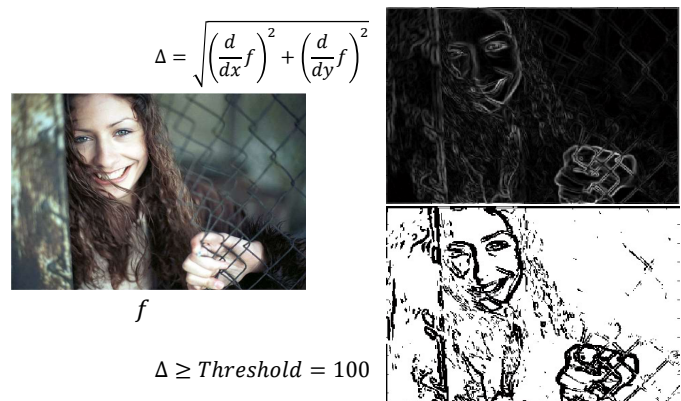 Δ = √((d/dx f)² + (d/dy f)²)
f
Δ ≥ Threshold = 100